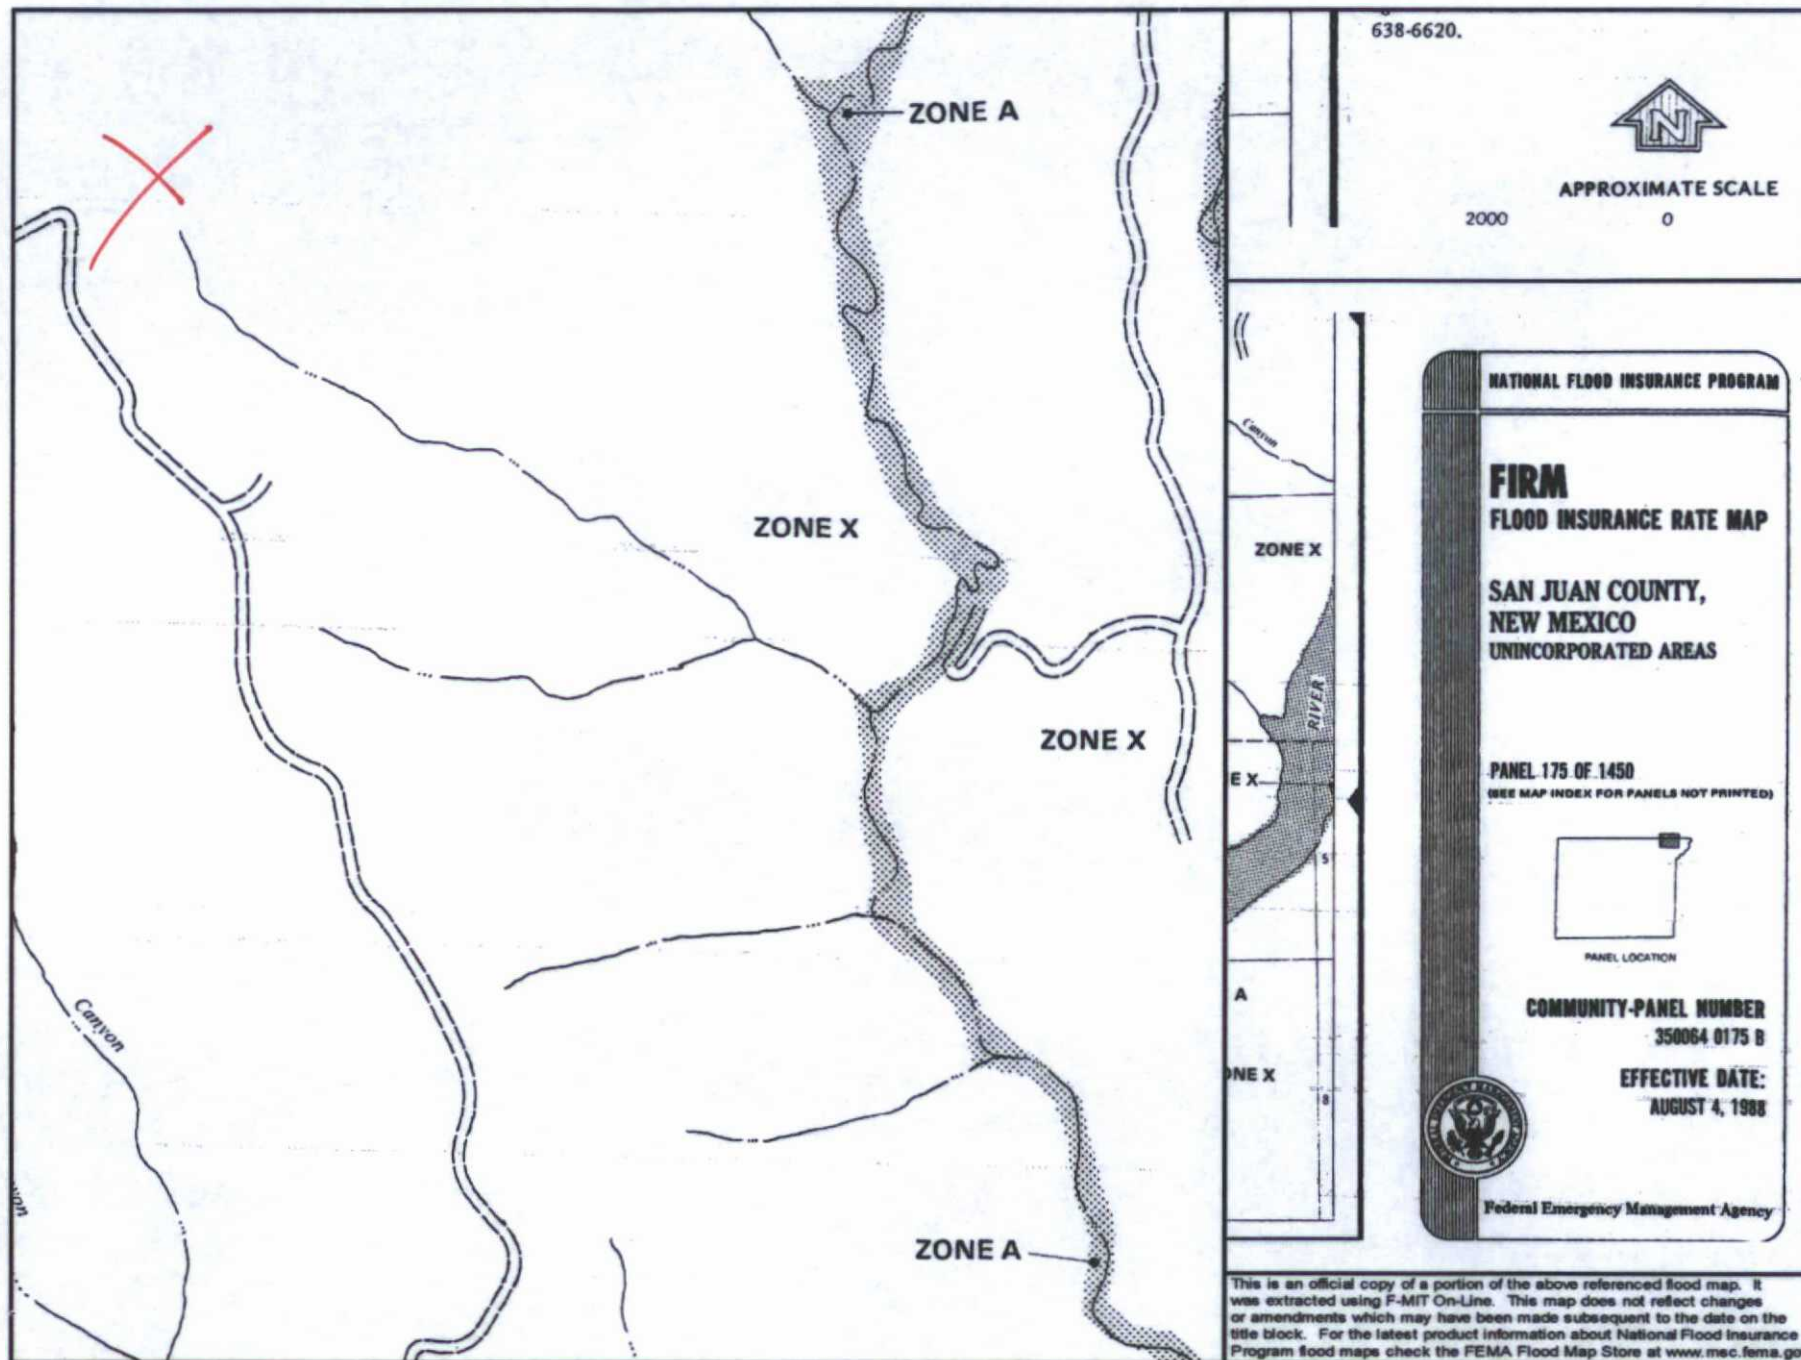 638-6620.
N
APPROXIMATE SCALE
2000 0
ZONE A
ZONE X
ZONE X
ZONE A
Canyon
Canyon
ZONE X
RIVER
E X
5
A
ONE X
8
NATIONAL FLOOD INSURANCE PROGRAM
FIRM
FLOOD INSURANCE RATE MAP
SAN JUAN COUNTY,
NEW MEXICO
UNINCORPORATED AREAS
PANEL 175 OF 1450
(SEE MAP INDEX FOR PANELS NOT PRINTED)
PANEL LOCATION
COMMUNITY-PANEL NUMBER
350064 0175 B
EFFECTIVE DATE:
AUGUST 4, 1988
Federal Emergency Management Agency
This is an official copy of a portion of the above referenced flood map. It
was extracted using F-MIT On-Line. This map does not reflect changes
or amendments which may have been made subsequent to the date on the
title block. For the latest product information about National Flood Insurance
Program flood maps check the FEMA Flood Map Store at www.msc.fema.go